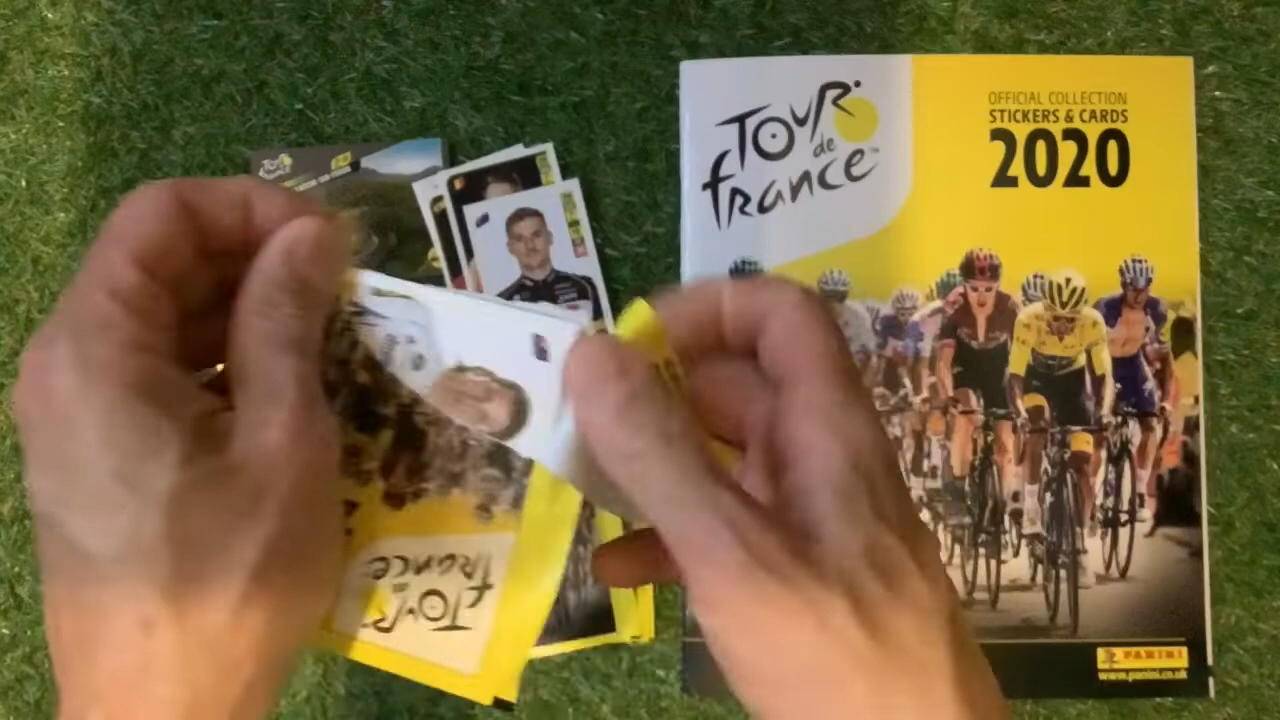 TOUR
de
france
OFFICIAL COLLECTION
STICKERS & CARDS
2020
TOUR
de
france
PANINI
www.panini.co.uk